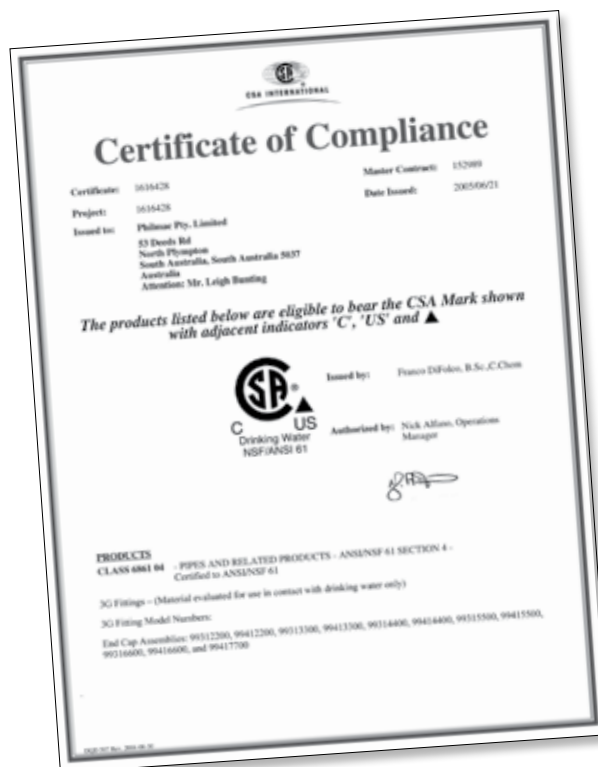 CSA INTERNATIONAL
Certificate of Compliance
Certificate: 1616428
Master Contract: 152989
Project: 1616428
Date Issued: 2005/06/21
Issued to: Philmac Pty. Limited
53 Deeds Rd
North Plympton
South Australia, South Australia 5037
Australia
Attention: Mr. Leigh Bunting
The products listed below are eligible to bear the CSA Mark shown
with adjacent indicators 'C', 'US' and ▲
CSA®
C US
Drinking Water
NSF/ANSI 61
Issued by: Franco DiFolco, B.Sc.,C.Chem
Authorized by: Nick Alfano, Operations
Manager
PRODUCTS
CLASS 6861 04 - PIPES AND RELATED PRODUCTS - ANSI/NSF 61 SECTION 4 -
Certified to ANSI/NSF 61
3G Fittings – (Material evaluated for use in contact with drinking water only)
3G Fitting Model Numbers:
End Cap Assemblies: 99312200, 99412200, 99313300, 99413300, 99314400, 99414400, 99315500, 99415500,
99316600, 99416600, and 99417700